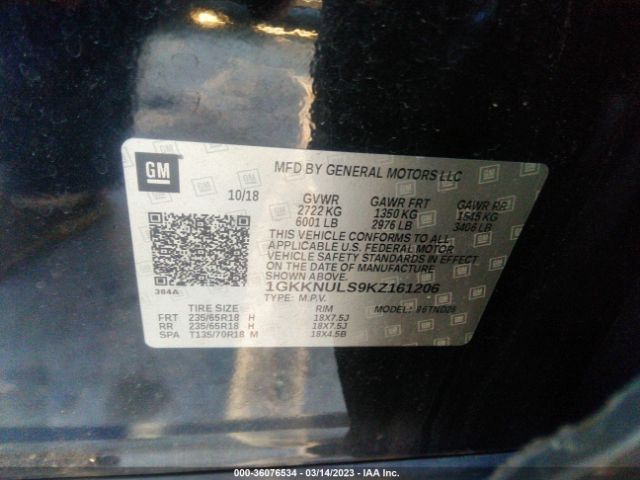 GM
MFD BY GENERAL MOTORS LLC
10/18 GVWR GAWR FRT GAWR RR
2722 KG 1350 KG 1545 KG
6001 LB 2976 LB 3406 LB
THIS VEHICLE CONFORMS TO ALL
APPLICABLE U.S. FEDERAL MOTOR
VEHICLE SAFETY STANDARDS IN EFFECT
ON THE DATE OF MANUFACTURE
SHOWN ABOVE.
384A 1GKKNULS9KZ161206
TYPE: M.P.V.
TIRE SIZE RIM MODEL:
FRT 235/65R18 H 18X7.5J
RR 235/65R18 H 18X7.5J
SPA T135/70R18 M 18X4.5B
000-36076534 - 03/14/2023 - IAA Inc.